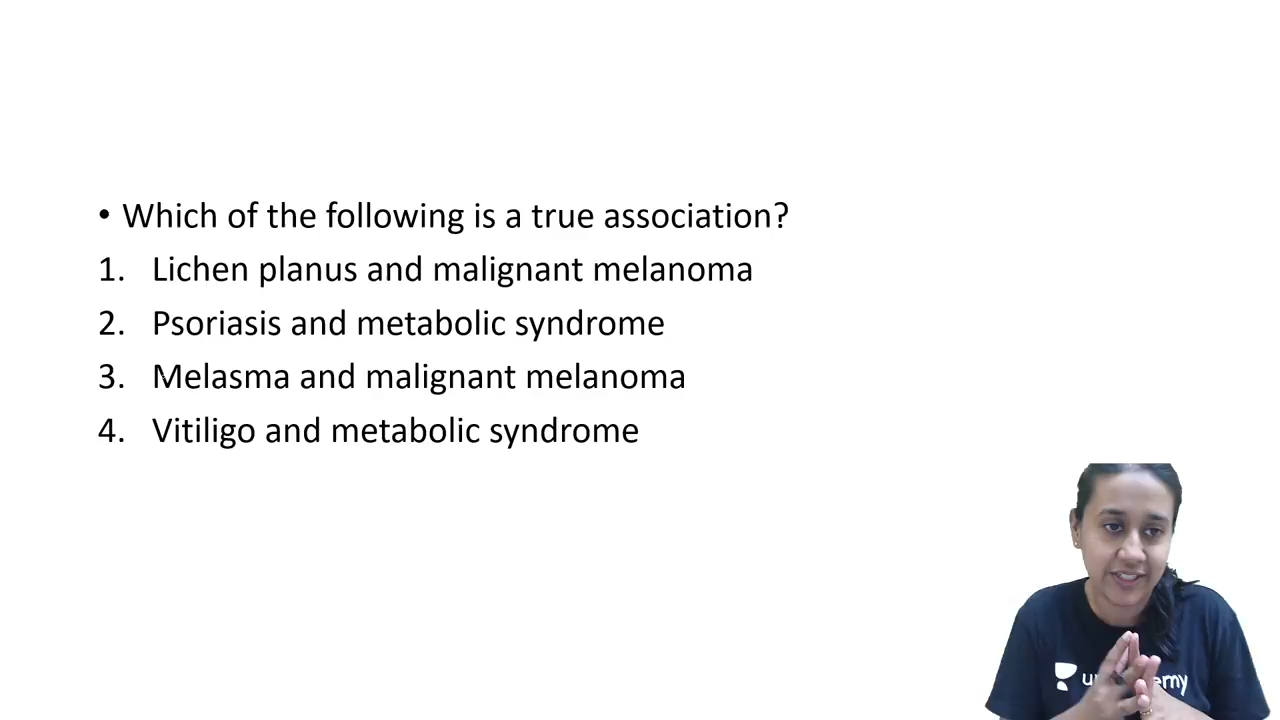 • Which of the following is a true association?
1. Lichen planus and malignant melanoma
2. Psoriasis and metabolic syndrome
3. Melasma and malignant melanoma
4. Vitiligo and metabolic syndrome